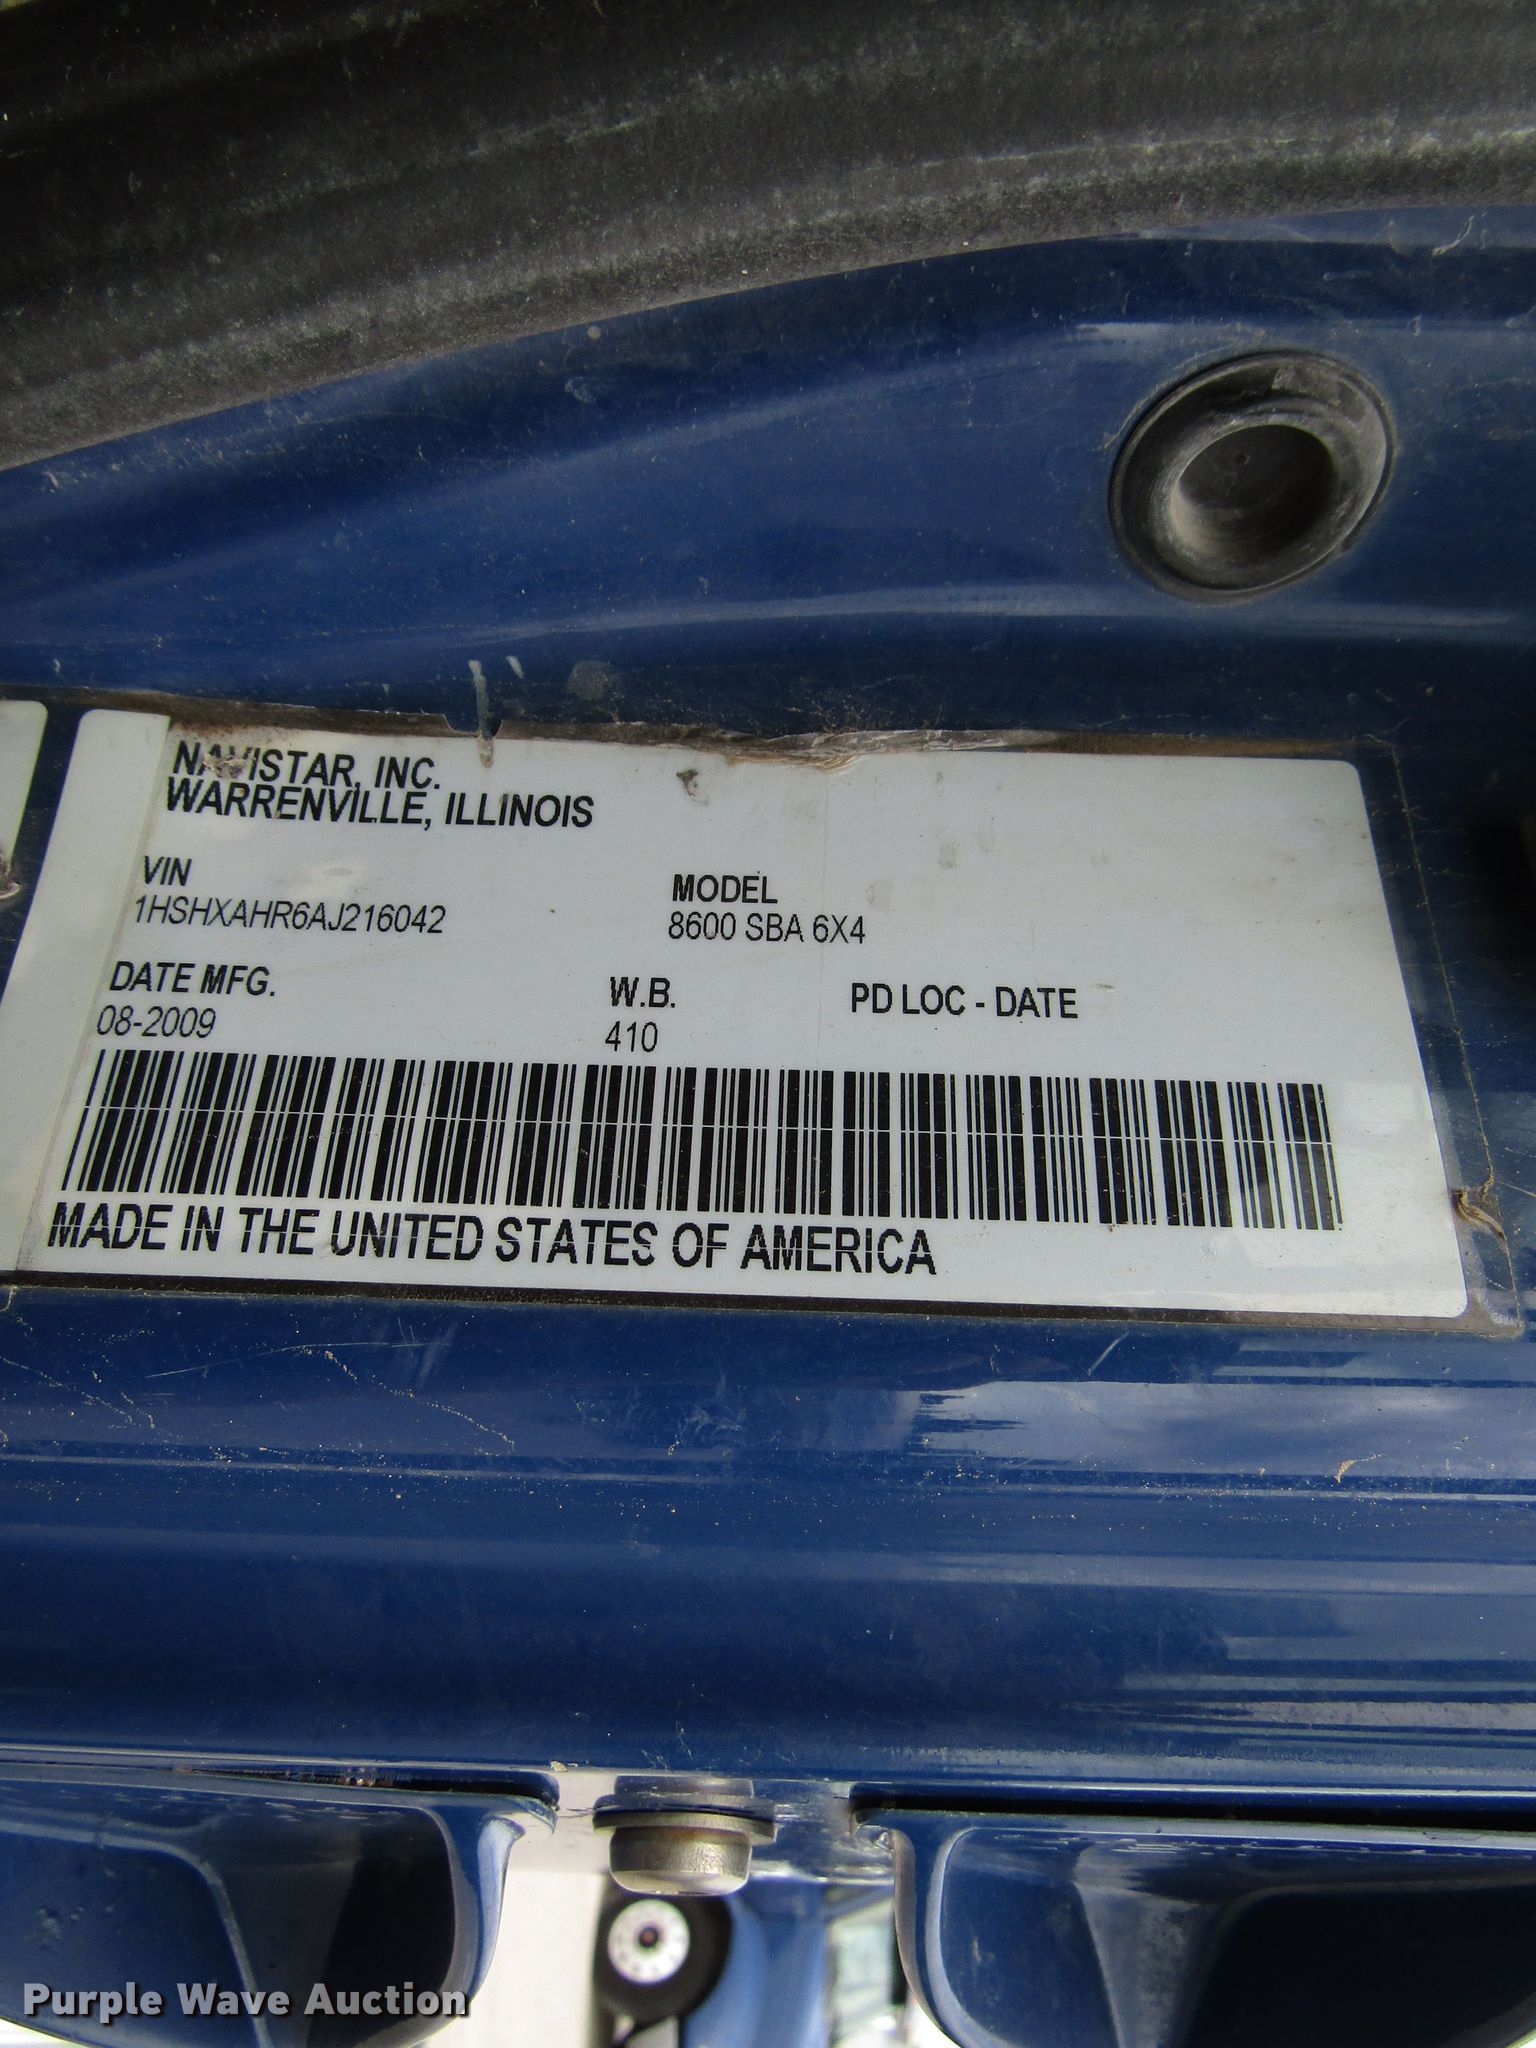 NAVISTAR, INC.
WARRENVILLE, ILLINOIS
VIN
1HSHXAHR6AJ216042
MODEL
8600 SBA 6X4
DATE MFG.
08-2009
W.B.
410
PD LOC - DATE
MADE IN THE UNITED STATES OF AMERICA
Purple Wave Auction